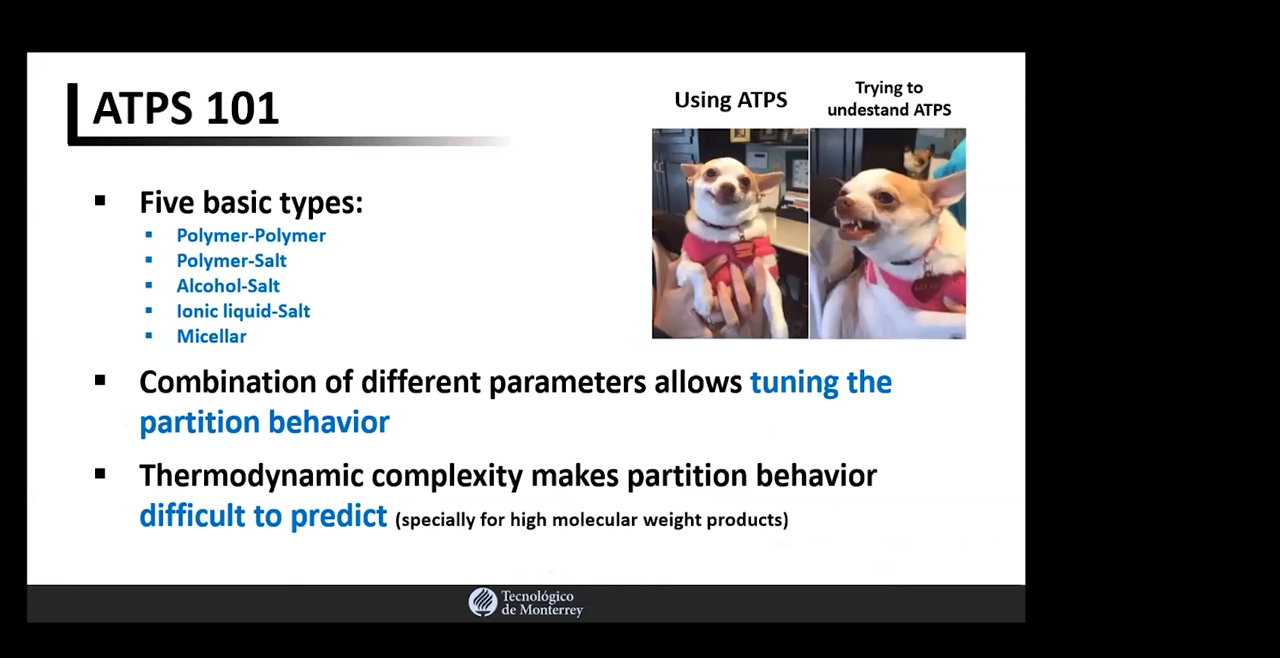 ATPS 101
Using ATPS
Trying to
undestand ATPS
Five basic types:
Polymer-Polymer
Polymer-Salt
Alcohol-Salt
Ionic liquid-Salt
Micellar
Combination of different parameters allows tuning the
partition behavior
Thermodynamic complexity makes partition behavior
difficult to predict (specially for high molecular weight products)
Tecnológico
de Monterrey